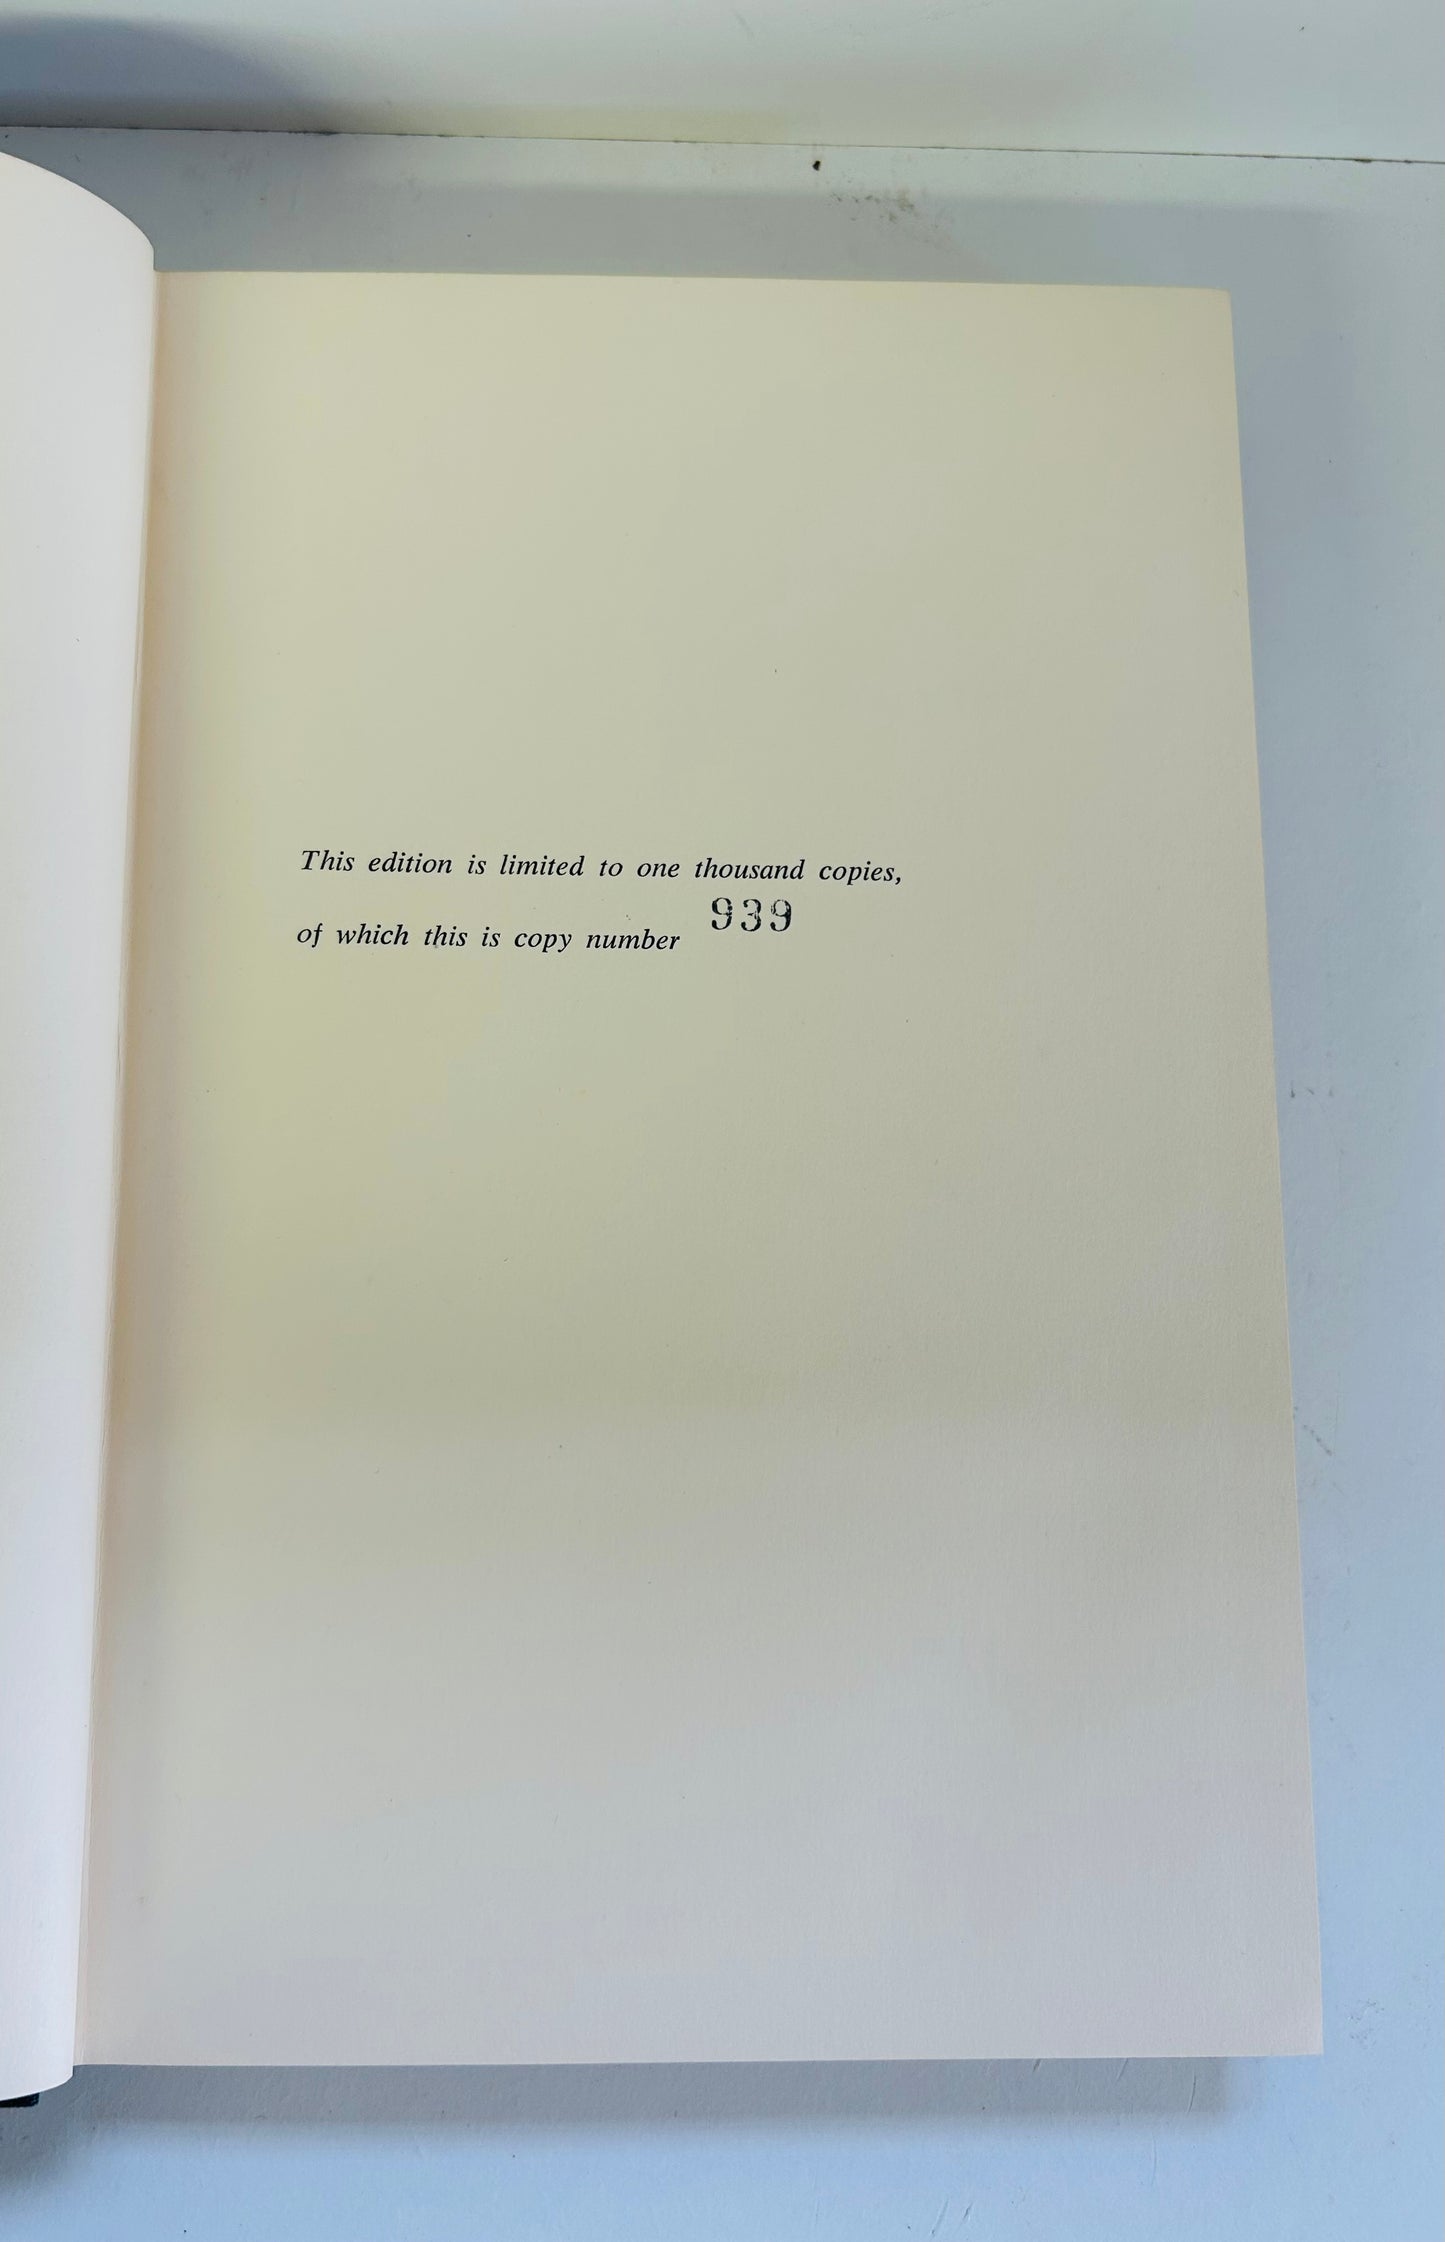 This edition is limited to one thousand copies,
of which this is copy number 939